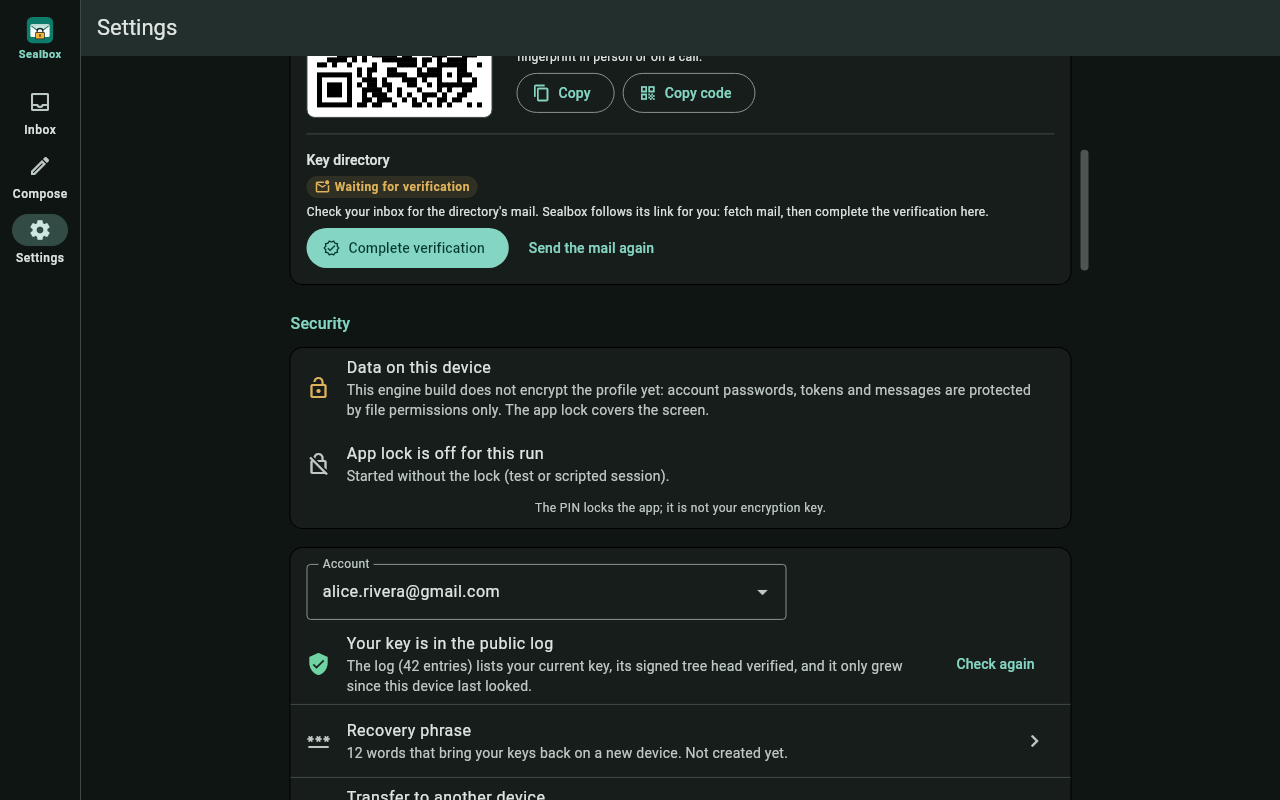 Settings
Sealbox
Inbox
Compose
Settings
fingerprint in person or on a call.
Copy
Copy code
Key directory
Waiting for verification
Check your inbox for the directory's mail. Sealbox follows its link for you: fetch mail, then complete the verification here.
Complete verification
Send the mail again
Security
Data on this device
This engine build does not encrypt the profile yet: account passwords, tokens and messages are protected
by file permissions only. The app lock covers the screen.
App lock is off for this run
Started without the lock (test or scripted session).
The PIN locks the app; it is not your encryption key.
Account
alice.rivera@gmail.com
Your key is in the public log
The log (42 entries) lists your current key, its signed tree head verified, and it only grew
since this device last looked.
Check again
Recovery phrase
12 words that bring your keys back on a new device. Not created yet.
Transfer to another device